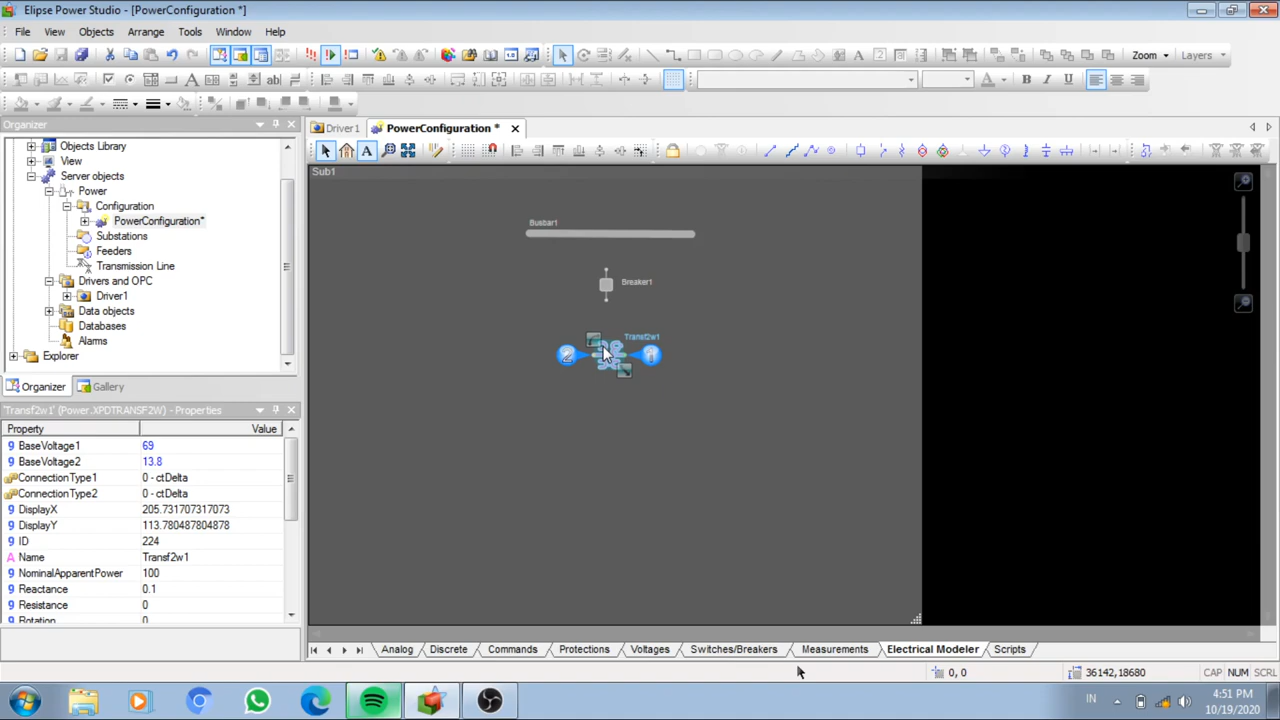 Elipse Power Studio - [PowerConfiguration *]
File View Objects Arrange Tools Window Help
Zoom Layers
B I U
Organizer
Driver1 PowerConfiguration *
Objects Library
View
Server objects
Power
Configuration
PowerConfiguration*
Substations
Feeders
Transmission Line
Drivers and OPC
Driver1
Data objects
Databases
Alarms
Explorer
Organizer Gallery
Sub1
Busbar1
Breaker1
Transf2w1
2 1
'Transf2w1' (Power.XPDTRANSF2W) - Properties
Property Value
BaseVoltage1 69
BaseVoltage2 13.8
ConnectionType1 0 - ctDelta
ConnectionType2 0 - ctDelta
DisplayX 205.731707317073
DisplayY 113.780487804878
ID 224
Name Transf2w1
NominalApparentPower 100
Reactance 0.1
Resistance 0
Rotation 0
Analog Discrete Commands Protections Voltages Switches/Breakers Measurements Electrical Modeler Scripts
0, 0 36142,18680 CAP NUM SCRL
IN 4:51 PM
10/19/2020